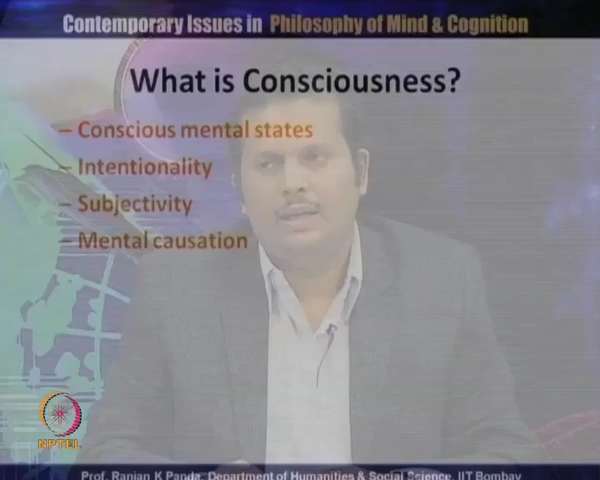 Contemporary Issues in Philosophy of Mind & Cognition
What is Consciousness?
– Conscious mental states
– Intentionality
– Subjectivity
– Mental causation
NPTEL
Prof. Ranjan K Panda, Department of Humanities & Social Science, IIT Bombay